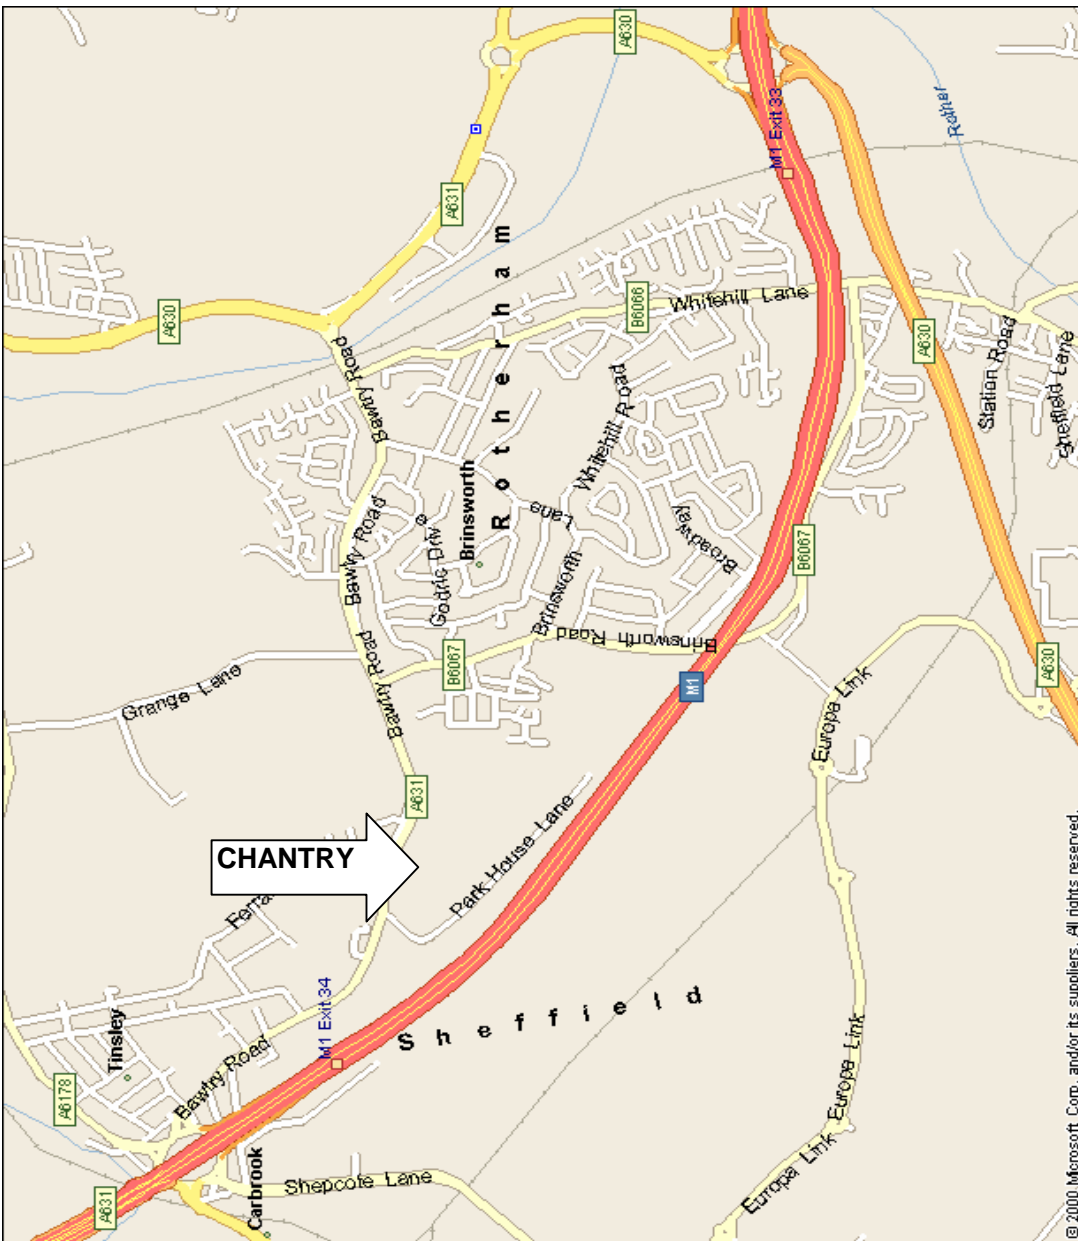 A630
A631
M1 Exit 33
Rother
A630
Rotherham
B6066
Whitehill Lane
A630
Station Road
Sheffield Lane
Bawtry Road
Bawtry Road
Bawtry Road
Bawtry Road
Godric Drive
Brinsworth
Whitehill Road
Brinsworth Lane
Broadway
B6067
B6067
Brinsworth Road
Grange Lane
M1
Europa Link
A630
A631
CHANTRY
Park House Lane
Ferra
M1 Exit 34
Sheffield
Tinsley
A6178
Bawtry Road
A631
Carbrook
Shepcote Lane
Europa Link
Europa Link
© 2000 Microsoft Corp. and/or its suppliers. All rights reserved.